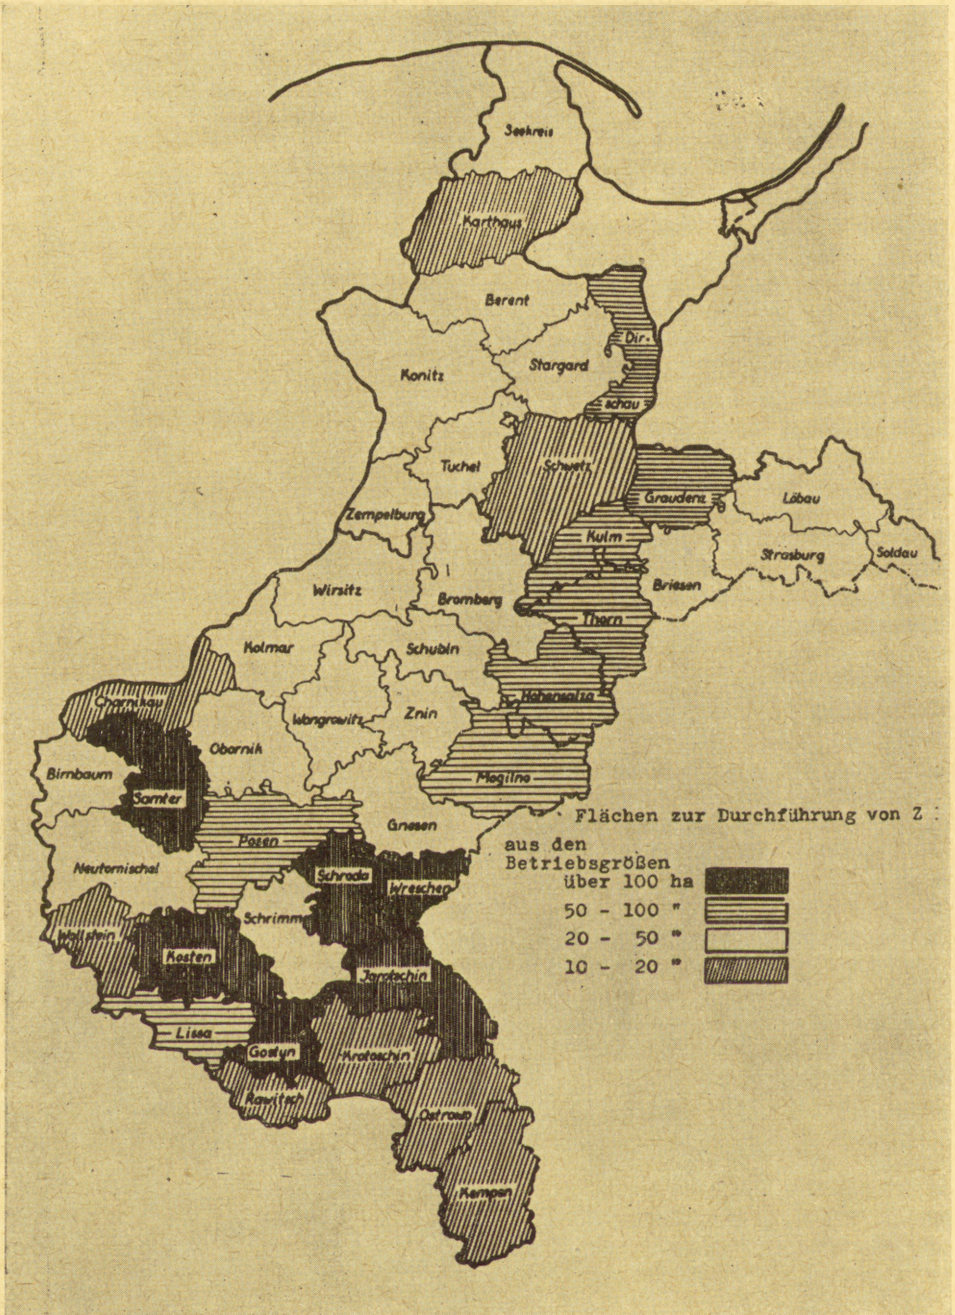 Seekreis
Karthaus
Berent
Dir-
Stargard
Konitz
schau
Tuchel
Schwetz
Graudenz
Löbau
Zempelburg
Kulm
Strasburg
Soldau
Briesen
Wirsitz
Bromberg
Thorn
Kolmar
Schubin
Hohensalza
Charnikau
Wongrowitz
Znin
Obornik
Birnbaum
Mogilno
Samter
Flächen zur Durchführung von Z :
Gnesen
Posen
aus den
Betriebsgrößen
Neutomischel
Schroda
über 100 ha
Wreschen
50 - 100 "
Schrimm
Wollstein
20 - 50 "
Kosten
10 - 20 "
Jarotschin
Lissa
Gostyn
Krotoschin
Rawitsch
Ostrowo
Kempen